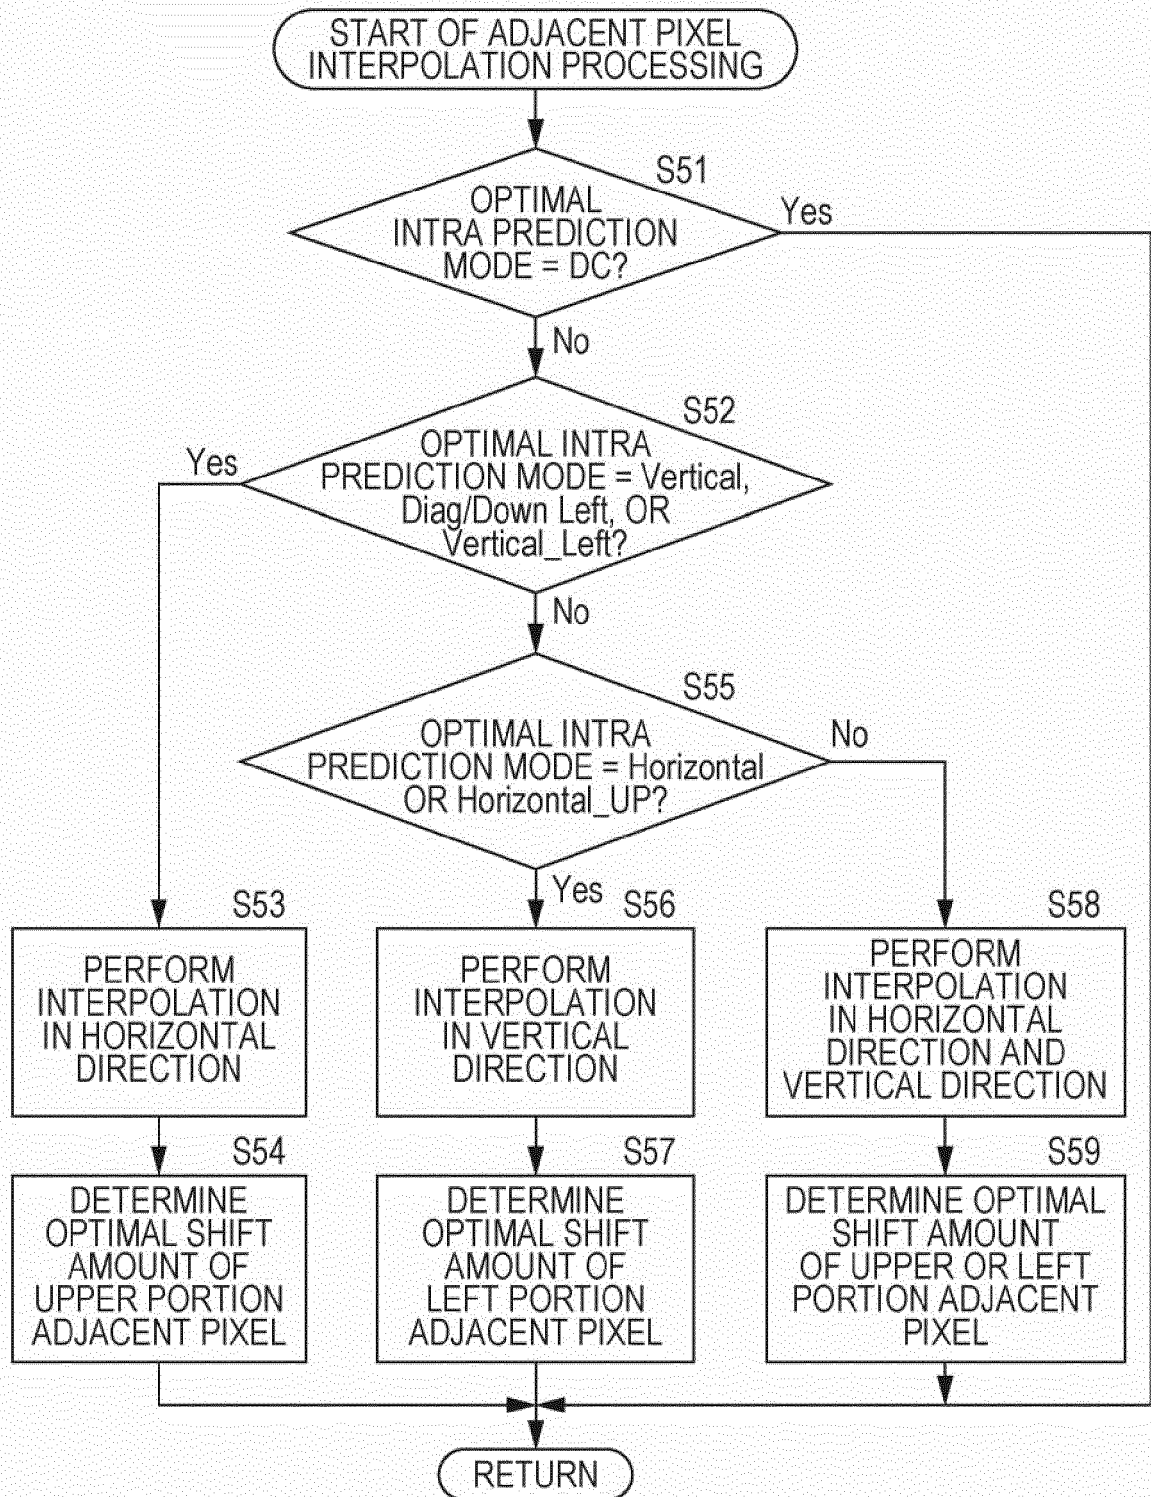 START OF ADJACENT PIXEL
INTERPOLATION PROCESSING
S51
OPTIMAL
INTRA PREDICTION
MODE = DC?
Yes
No
S52
OPTIMAL INTRA
PREDICTION MODE = Vertical,
Diag/Down Left, OR
Vertical_Left?
Yes
No
S55
OPTIMAL INTRA
PREDICTION MODE = Horizontal
OR Horizontal_UP?
No
Yes
S53
PERFORM
INTERPOLATION
IN HORIZONTAL
DIRECTION
S56
PERFORM
INTERPOLATION
IN VERTICAL
DIRECTION
S58
PERFORM
INTERPOLATION
IN HORIZONTAL
DIRECTION AND
VERTICAL DIRECTION
S54
DETERMINE
OPTIMAL SHIFT
AMOUNT OF
UPPER PORTION
ADJACENT PIXEL
S57
DETERMINE
OPTIMAL SHIFT
AMOUNT OF
LEFT PORTION
ADJACENT PIXEL
S59
DETERMINE OPTIMAL
SHIFT AMOUNT
OF UPPER OR LEFT
PORTION ADJACENT
PIXEL
RETURN